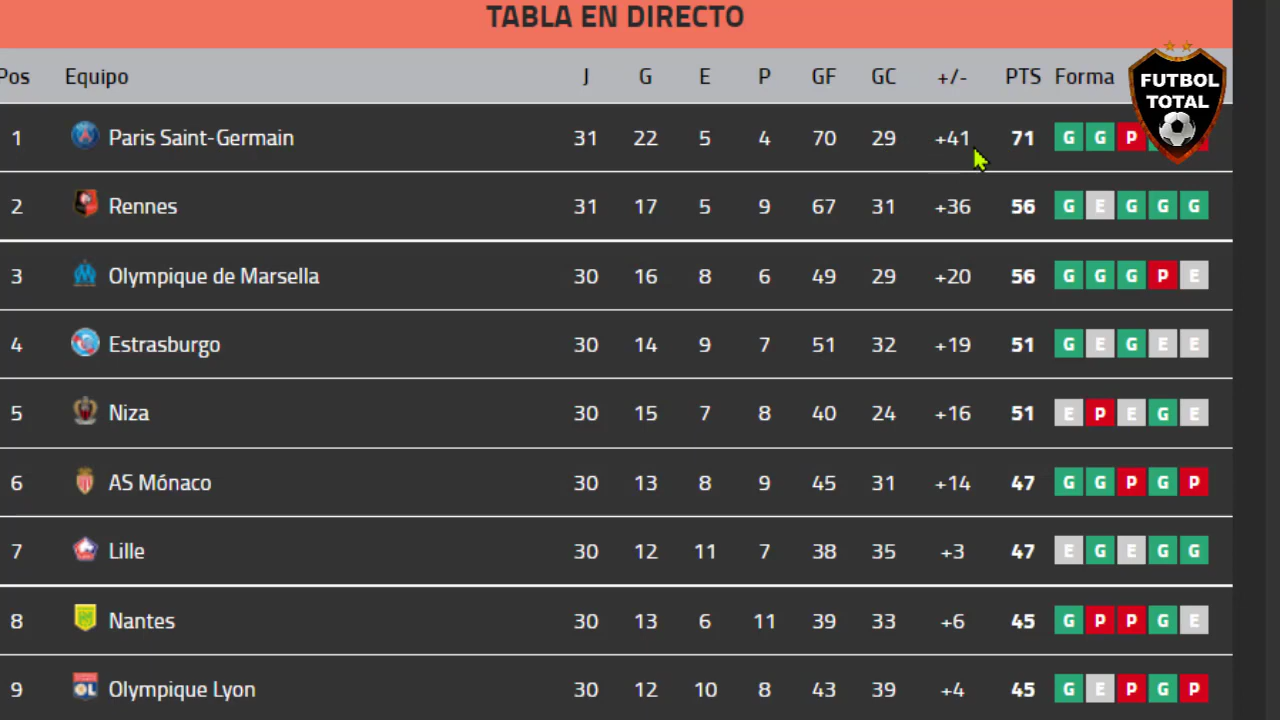 TABLA EN DIRECTO
Pos Equipo J G E P GF GC +/- PTS Forma
FUTBOL
TOTAL
1 Paris Saint-Germain 31 22 5 4 70 29 +41 71 G G P
2 Rennes 31 17 5 9 67 31 +36 56 G E G G G
3 Olympique de Marsella 30 16 8 6 49 29 +20 56 G G G P E
4 Estrasburgo 30 14 9 7 51 32 +19 51 G E G E E
5 Niza 30 15 7 8 40 24 +16 51 E P E G E
6 AS Mónaco 30 13 8 9 45 31 +14 47 G G P G P
7 Lille 30 12 11 7 38 35 +3 47 E G E G G
8 Nantes 30 13 6 11 39 33 +6 45 G P P G E
9 Olympique Lyon 30 12 10 8 43 39 +4 45 G E P G P